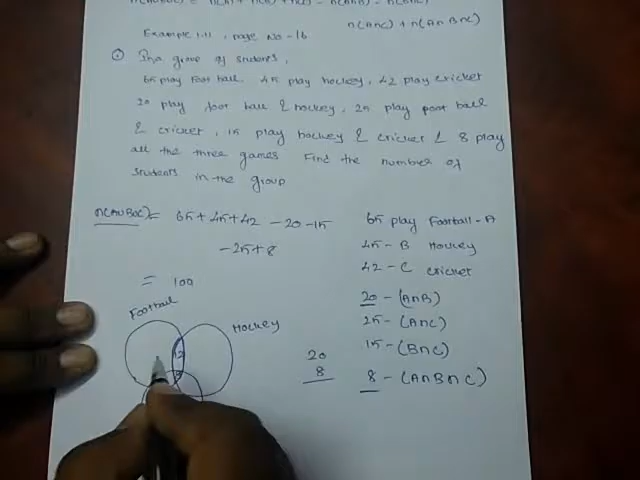 n(A∩C) + n(A∩B∩C)
Example 1.11, page No - 16
In a group of students,
65 play Foot ball, 45 play hockey, 42 play cricket
20 play foot ball & hockey, 25 play foot ball
& cricket, 15 play hockey & cricket & 8 play
all the three games Find the number of
students in the group
n(AUBUC) = 65 + 45 + 42 - 20 - 15
- 25 + 8
= 100
65 play Football - A
45 - B Hockey
42 - C cricket
20 - (A∩B)
25 - (A∩C)
15 - (B∩C)
8 - (A∩B∩C)
Football
Hockey
12
8
20
8